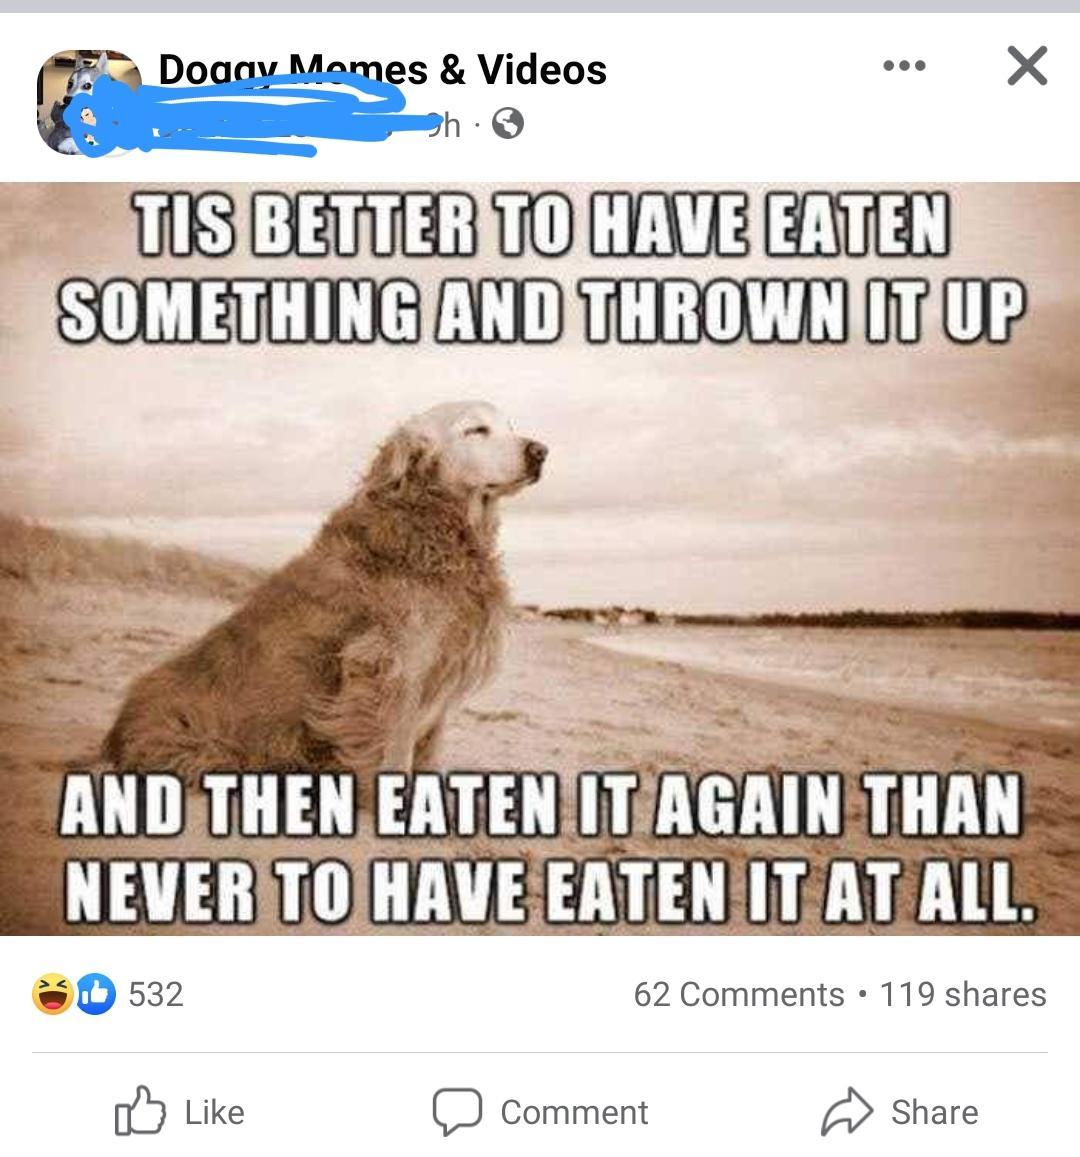 Doggy Memes & Videos
9h ·
TIS BETTER TO HAVE EATEN
SOMETHING AND THROWN IT UP
AND THEN EATEN IT AGAIN THAN
NEVER TO HAVE EATEN IT AT ALL.
532
62 Comments • 119 shares
Like
Comment
Share